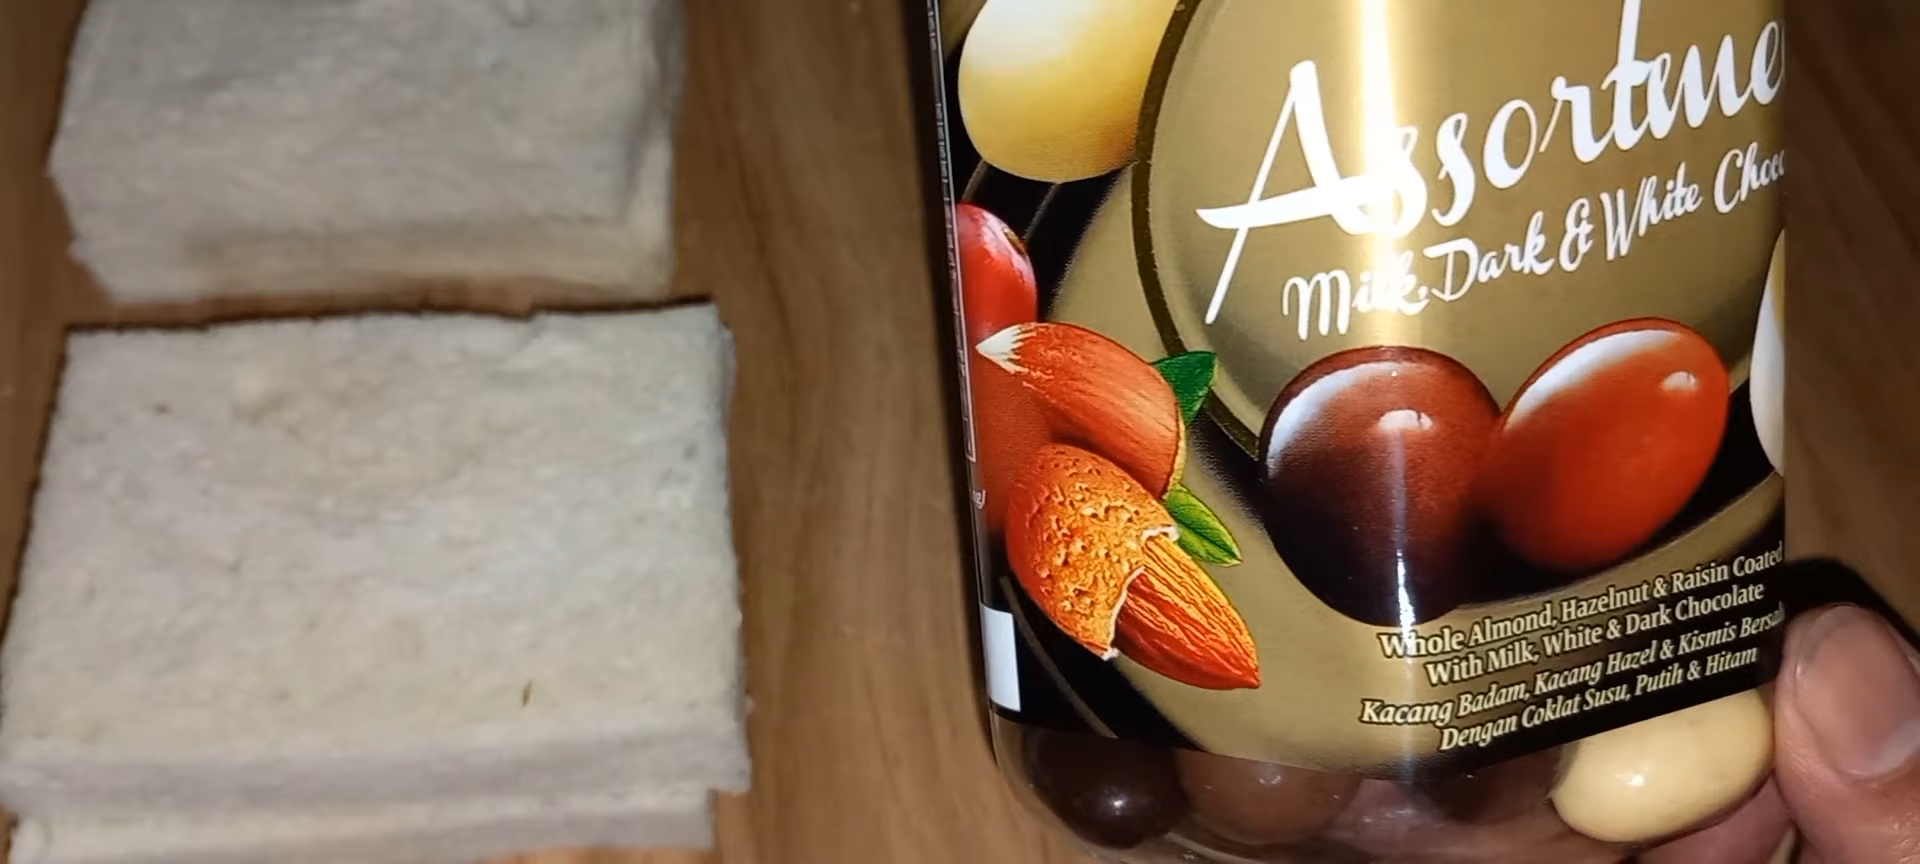 Assortme
Milk, Dark & White Choco
Whole Almond, Hazelnut & Raisin Coated
With Milk, White & Dark Chocolate
Kacang Badam, Kacang Hazel & Kismis Bersal
Dengan Coklat Susu, Putih & Hitam